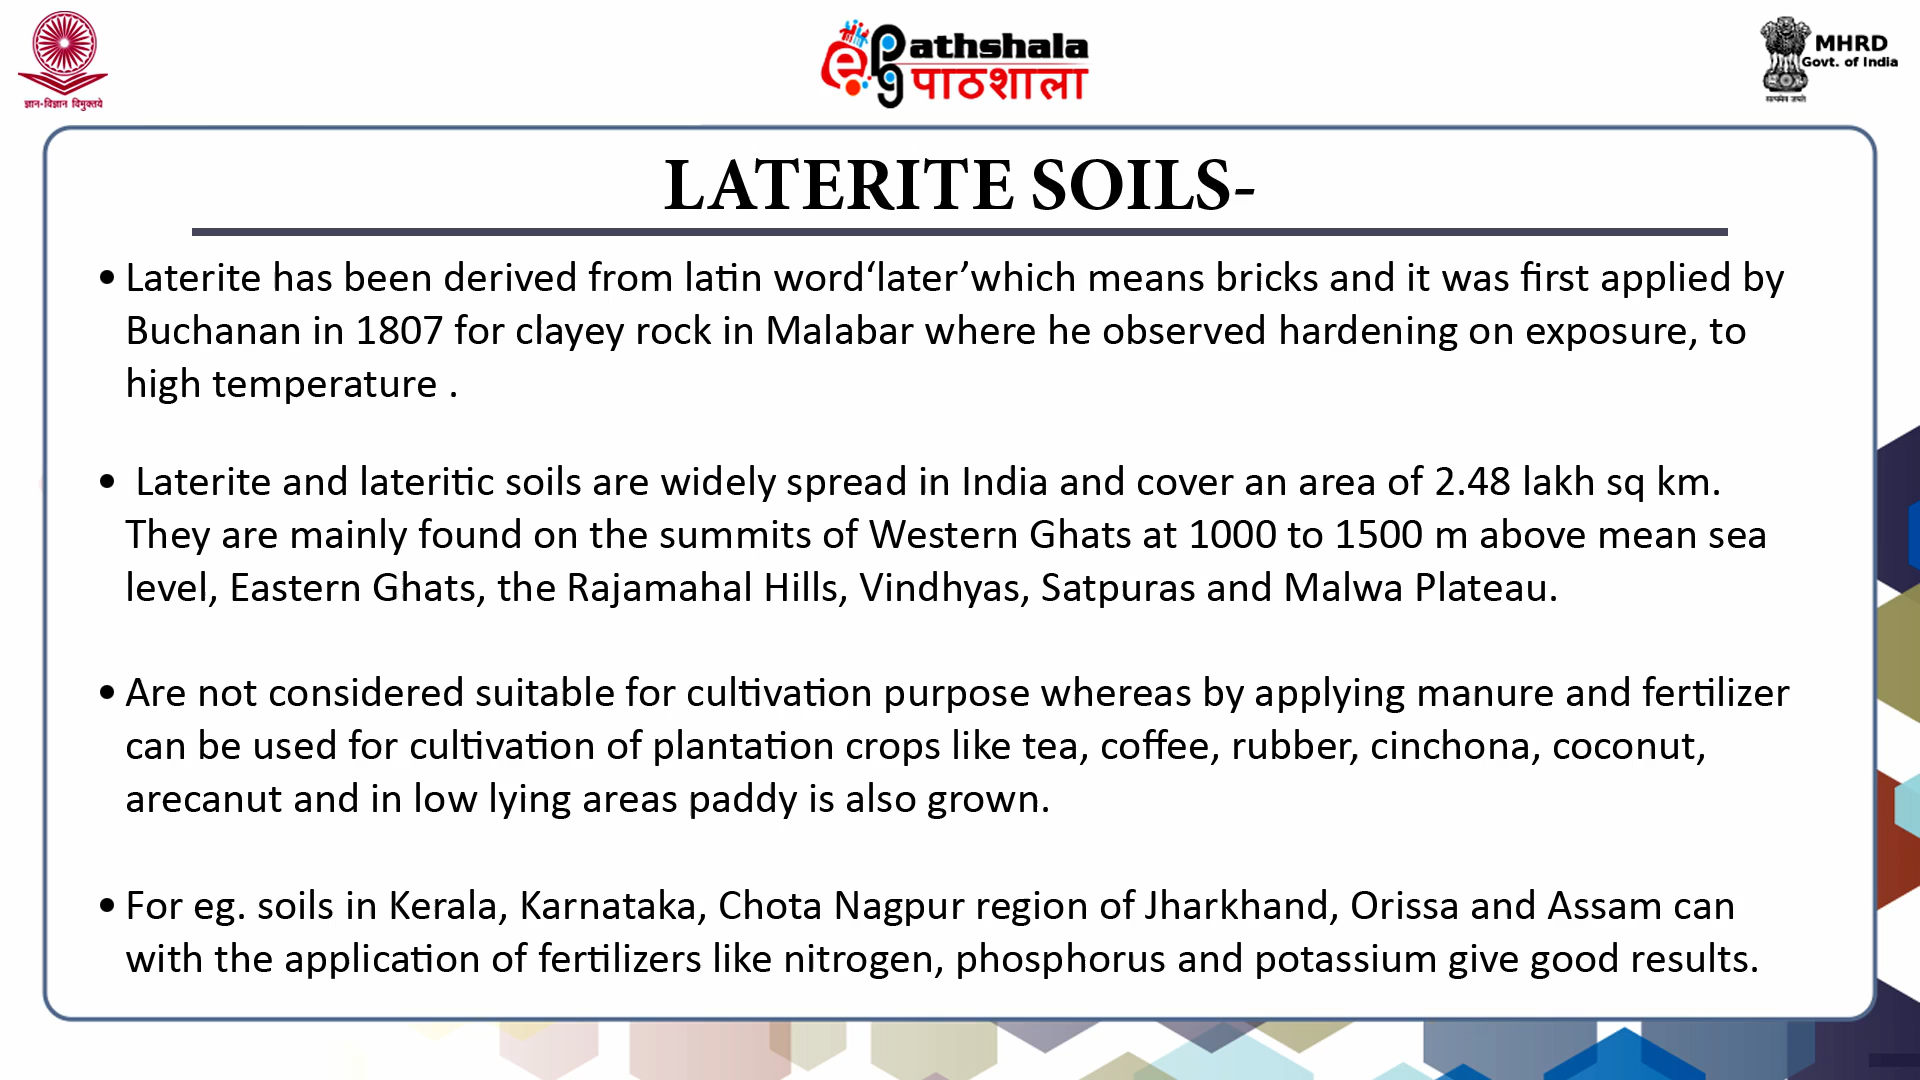 ज्ञान-विज्ञान विमुक्तये
ePathshala
पाठशाला
MHRD
Govt. of India
सत्यमेव जयते
LATERITE SOILS-
• Laterite has been derived from latin word‘later’which means bricks and it was first applied by
Buchanan in 1807 for clayey rock in Malabar where he observed hardening on exposure, to
high temperature .
• Laterite and lateritic soils are widely spread in India and cover an area of 2.48 lakh sq km.
They are mainly found on the summits of Western Ghats at 1000 to 1500 m above mean sea
level, Eastern Ghats, the Rajamahal Hills, Vindhyas, Satpuras and Malwa Plateau.
• Are not considered suitable for cultivation purpose whereas by applying manure and fertilizer
can be used for cultivation of plantation crops like tea, coffee, rubber, cinchona, coconut,
arecanut and in low lying areas paddy is also grown.
• For eg. soils in Kerala, Karnataka, Chota Nagpur region of Jharkhand, Orissa and Assam can
with the application of fertilizers like nitrogen, phosphorus and potassium give good results.